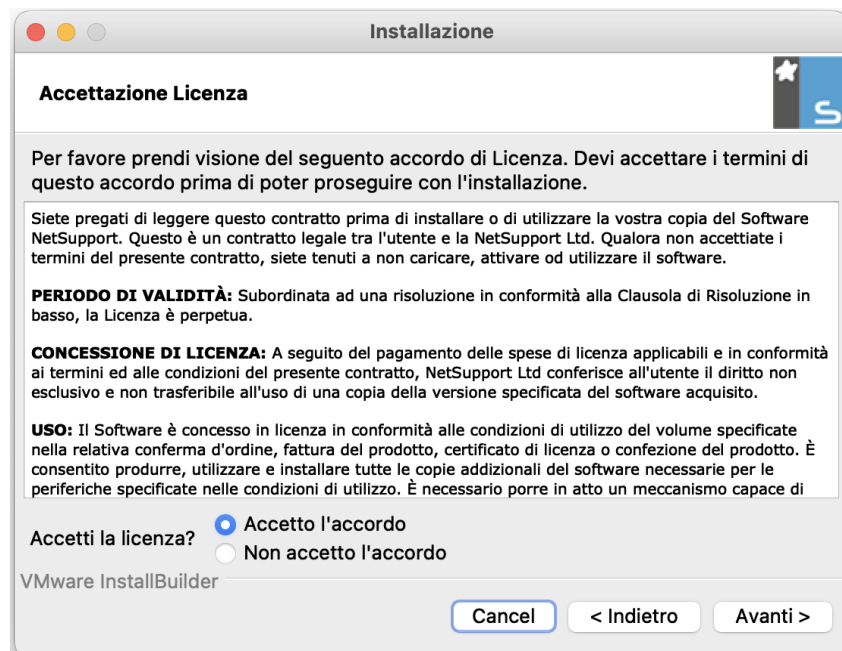 Installazione
Accettazione Licenza
S
Per favore prendi visione del seguente accordo di Licenza. Devi accettare i termini di
questo accordo prima di poter proseguire con l'installazione.
Siete pregati di leggere questo contratto prima di installare o di utilizzare la vostra copia del Software
NetSupport. Questo è un contratto legale tra l'utente e la NetSupport Ltd. Qualora non accettiate i
termini del presente contratto, siete tenuti a non caricare, attivare od utilizzare il software.
PERIODO DI VALIDITÀ: Subordinata ad una risoluzione in conformità alla Clausola di Risoluzione in
basso, la Licenza è perpetua.
CONCESSIONE DI LICENZA: A seguito del pagamento delle spese di licenza applicabili e in conformità
ai termini ed alle condizioni del presente contratto, NetSupport Ltd conferisce all'utente il diritto non
esclusivo e non trasferibile all'uso di una copia della versione specificata del software acquisito.
USO: Il Software è concesso in licenza in conformità alle condizioni di utilizzo del volume specificate
nella relativa conferma d'ordine, fattura del prodotto, certificato di licenza o confezione del prodotto. È
consentito produrre, utilizzare e installare tutte le copie addizionali del software necessarie per le
periferiche specificate nelle condizioni di utilizzo. È necessario porre in atto un meccanismo capace di
Accetti la licenza?
Accetto l'accordo
Non accetto l'accordo
VMware InstallBuilder
Cancel
< Indietro
Avanti >